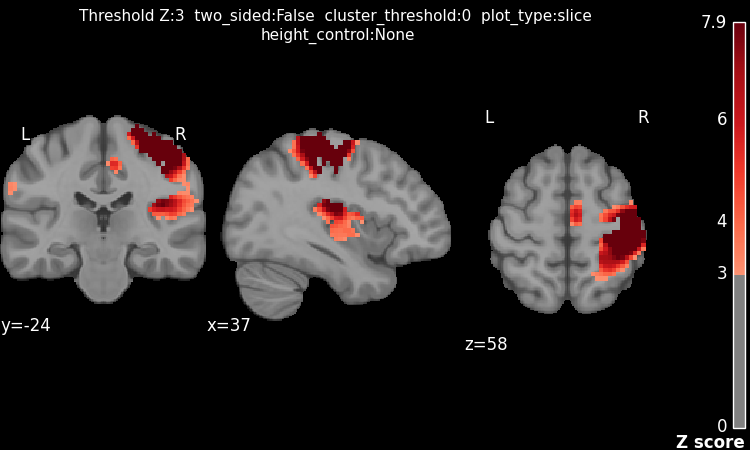 Threshold Z:3  two_sided:False  cluster_threshold:0  plot_type:slice
height_control:None
7.9
L
R
L
R
6
4
3
y=-24
x=37
z=58
0
Z score